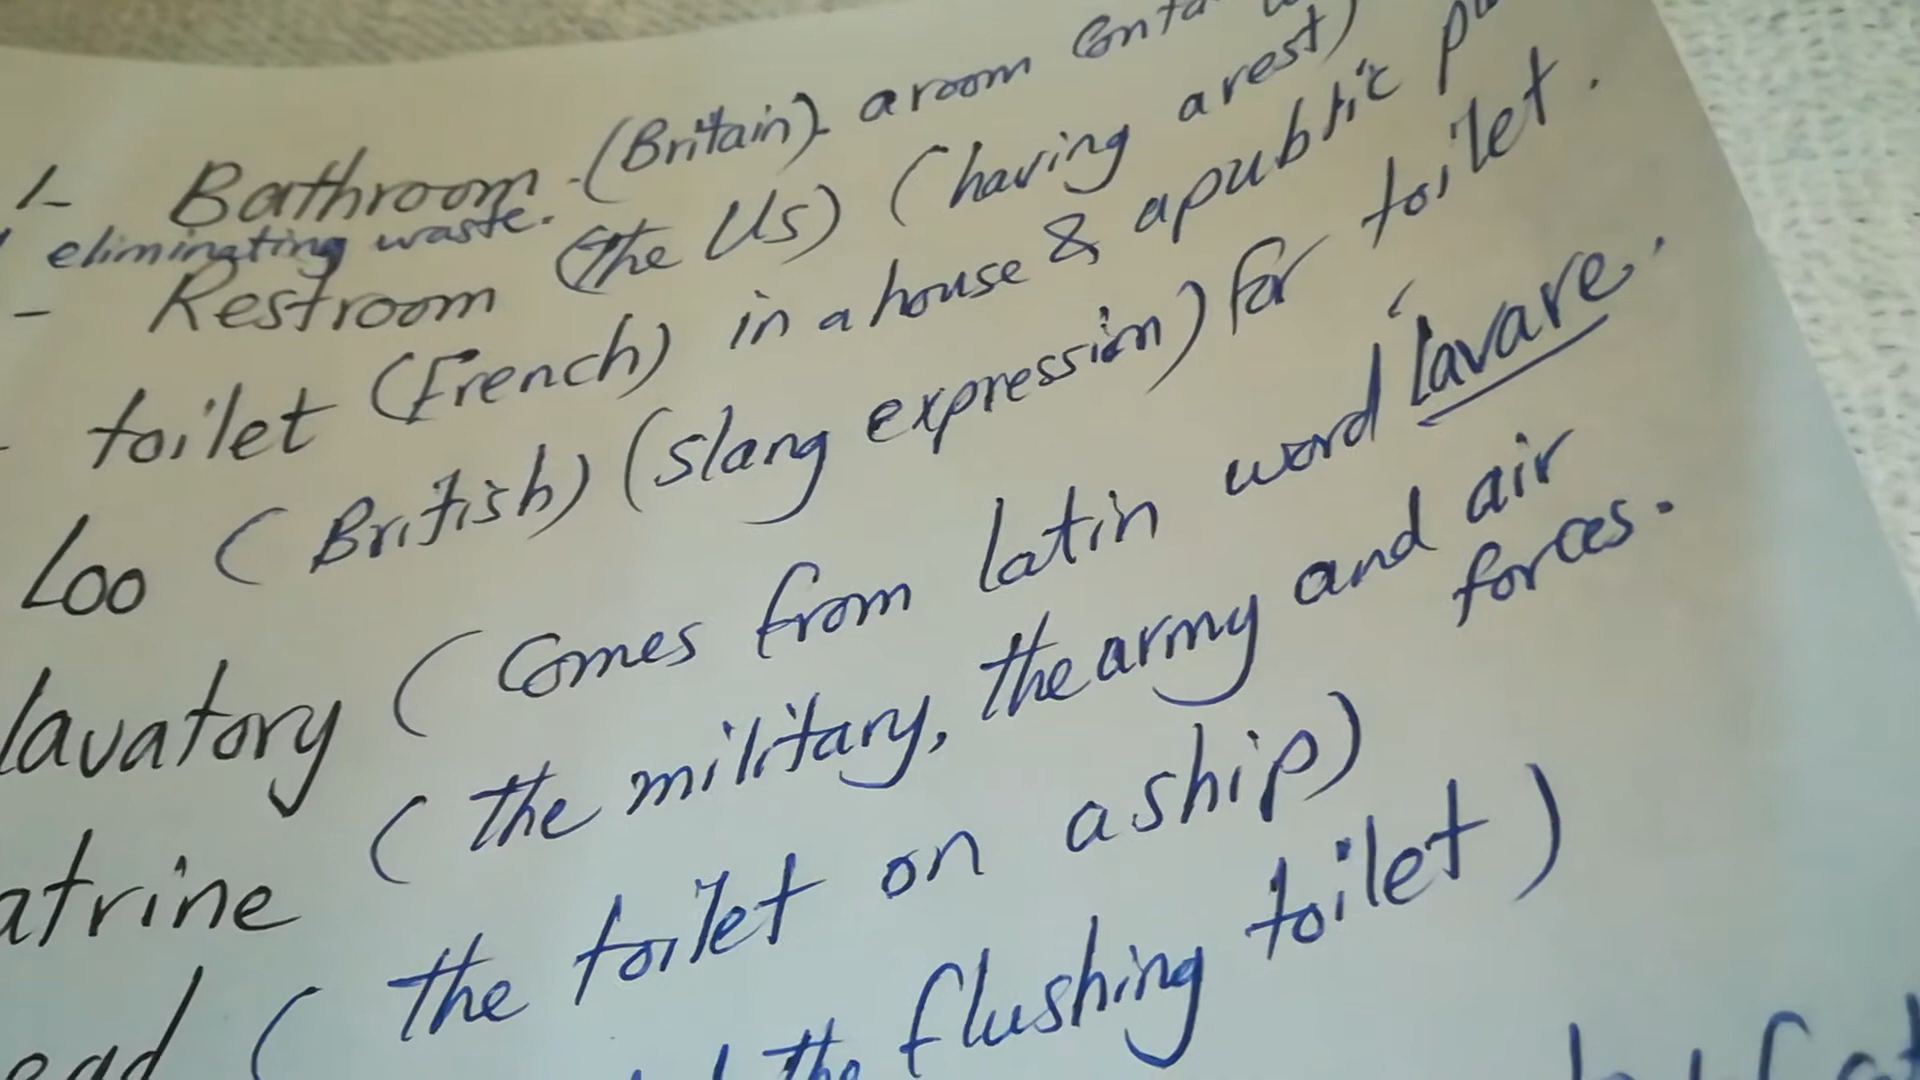 1- Bathroom - (Britain) - a room
eliminating waste.
- Restroom (the Us) (having a rest)
- toilet (French) in a house & a public
Loo (British) (slang expression) for toilet.
lavatory (comes from latin word 'lavare'.
(the military, the army and air
forces.
(the toilet on a ship)
the flushing toilet)